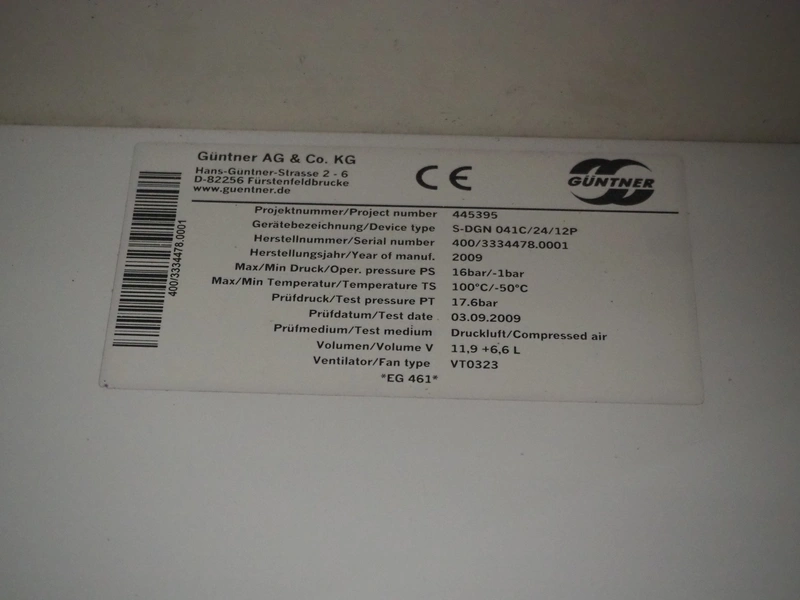 Güntner AG & Co. KG
Hans-Güntner-Strasse 2 - 6
D-82256 Fürstenfeldbrucke
www.guentner.de
CE
GÜNTNER
400/3334478.0001
Projektnummer/Project number 445395
Gerätebezeichnung/Device type S-DGN 041C/24/12P
Herstellnummer/Serial number 400/3334478.0001
Herstellungsjahr/Year of manuf. 2009
Max/Min Druck/Oper. pressure PS 16bar/-1bar
Max/Min Temperatur/Temperature TS 100°C/-50°C
Prüfdruck/Test pressure PT 17.6bar
Prüfdatum/Test date 03.09.2009
Prüfmedium/Test medium Druckluft/Compressed air
Volumen/Volume V 11,9 +6,6 L
Ventilator/Fan type VT0323
*EG 461*